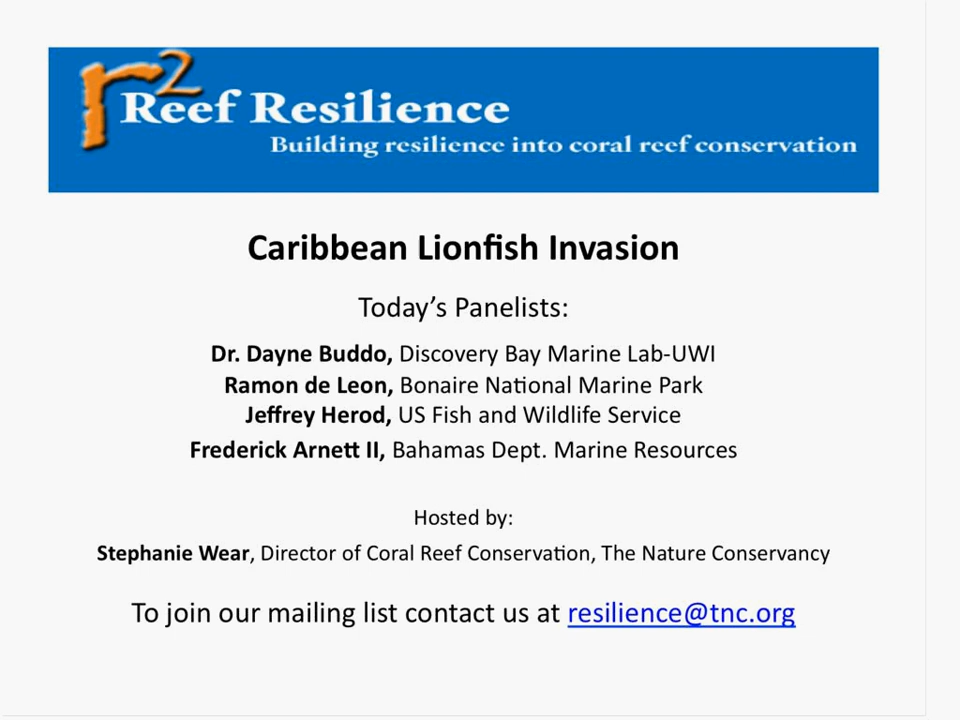 r2
Reef Resilience
Building resilience into coral reef conservation
Caribbean Lionfish Invasion
Today’s Panelists:
Dr. Dayne Buddo, Discovery Bay Marine Lab-UWI
Ramon de Leon, Bonaire National Marine Park
Jeffrey Herod, US Fish and Wildlife Service
Frederick Arnett II, Bahamas Dept. Marine Resources
Hosted by:
Stephanie Wear, Director of Coral Reef Conservation, The Nature Conservancy
To join our mailing list contact us at resilience@tnc.org